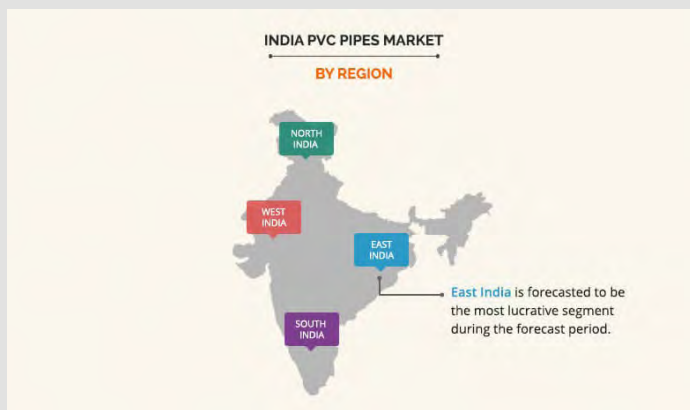 INDIA PVC PIPES MARKET
BY REGION
NORTH
INDIA
WEST
INDIA
EAST
INDIA
East India is forecasted to be
the most lucrative segment
during the forecast period.
SOUTH
INDIA